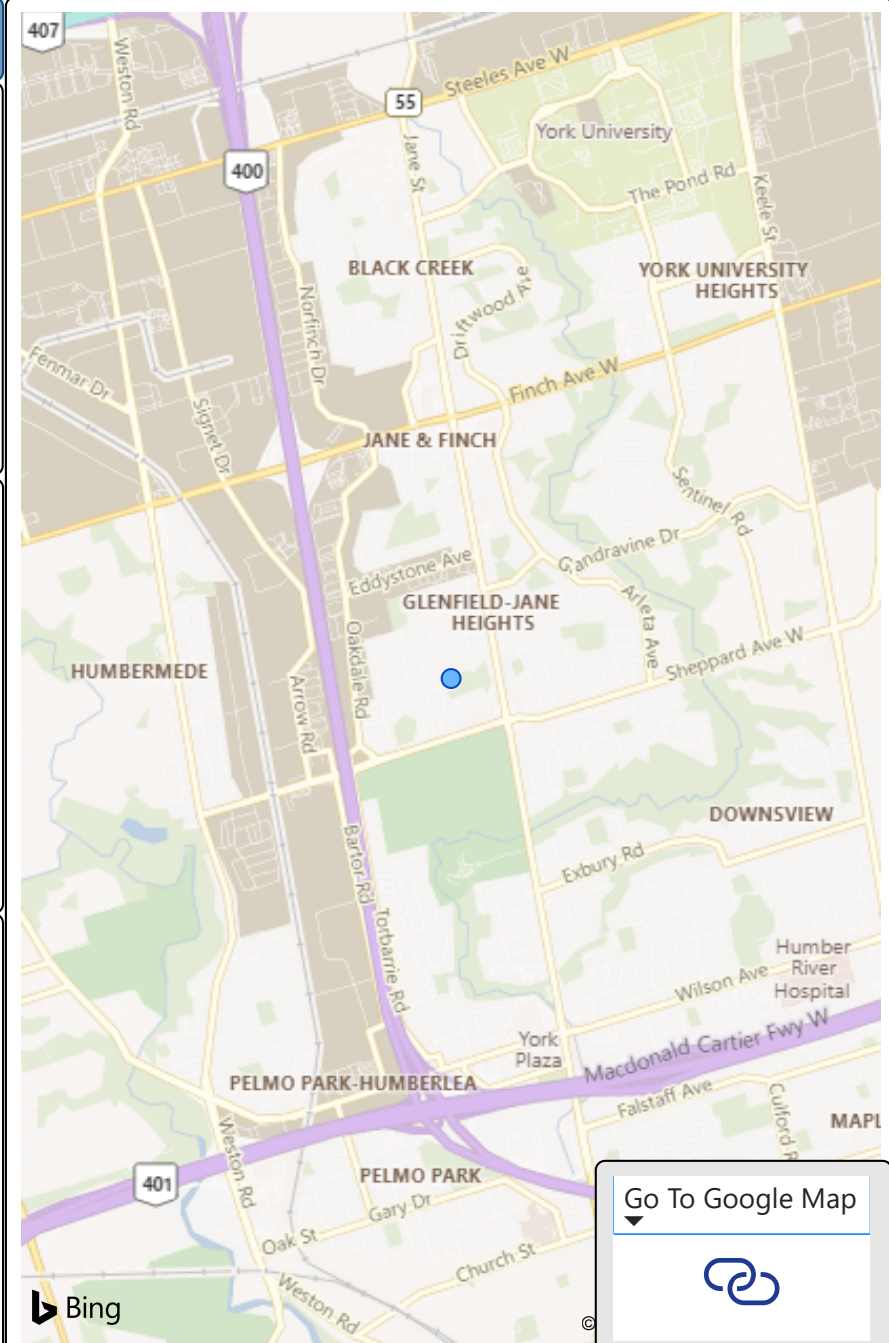 407
Weston Rd
Steeles Ave W
55
York University
Jane St
400
The Pond Rd
Keele St
BLACK CREEK
YORK UNIVERSITY
HEIGHTS
Driftwood Ave
Norfinch Dr
Fenmar Dr
Finch Ave W
Signet Dr
JANE & FINCH
Sentinel Rd
Grandravine Dr
Eddystone Ave
GLENFIELD-JANE
HEIGHTS
Arleta Ave
Oakdale Rd
Sheppard Ave W
HUMBERMEDE
Arrow Rd
DOWNSVIEW
Bartor Rd
Exbury Rd
Torbarrie Rd
Humber
River
Hospital
Wilson Ave
York
Plaza
Macdonald Cartier Fwy W
PELMO PARK-HUMBERLEA
Falstaff Ave
Culford R
MAPL
Weston Rd
PELMO PARK
401
Gary Dr
Go To Google Map
Oak St
Church St
Weston Rd
Bing
©